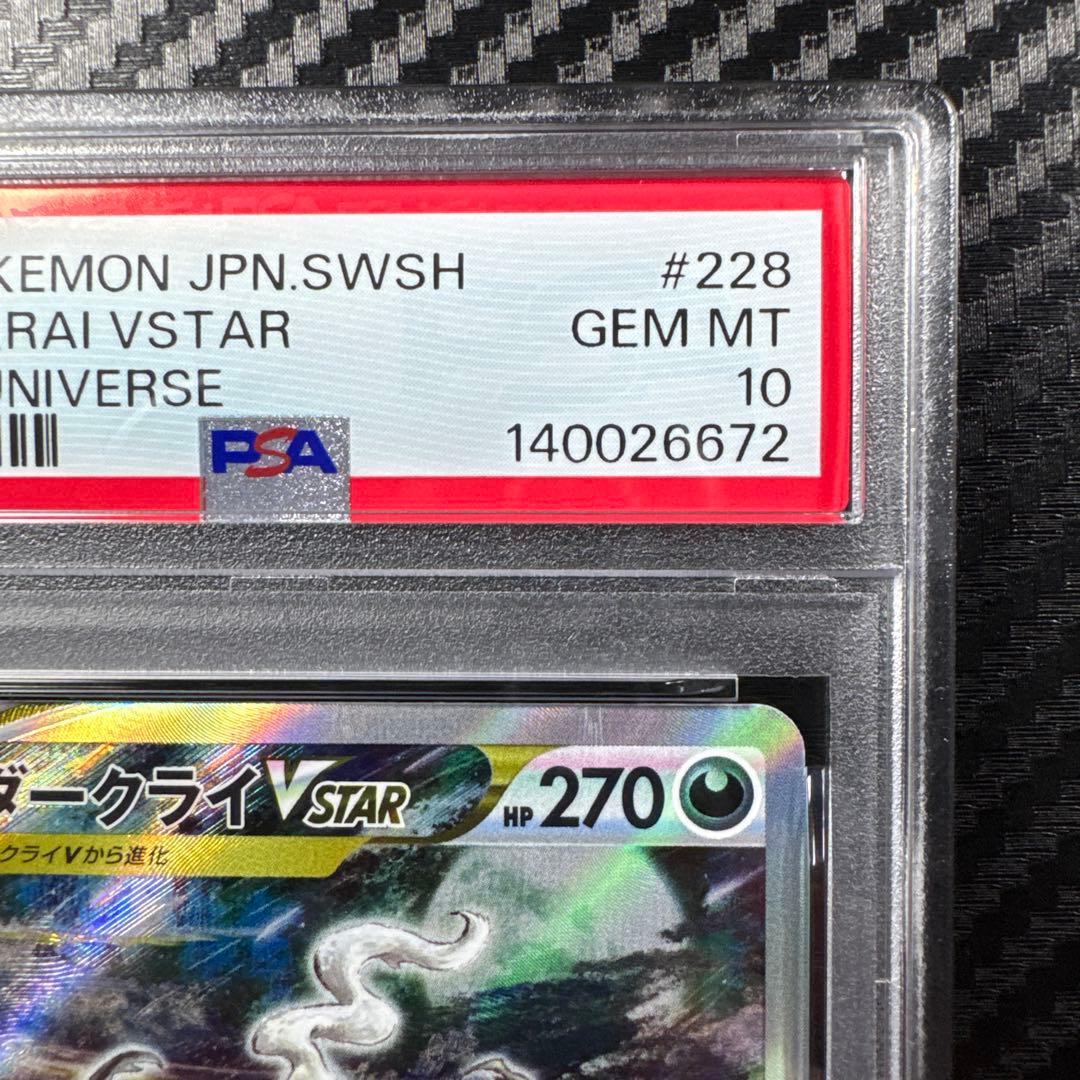 KEMON JPN.SWSH #228
RAI VSTAR GEM MT
UNIVERSE 10
PSA 140026672
ダークライVSTAR HP 270
クライVから進化